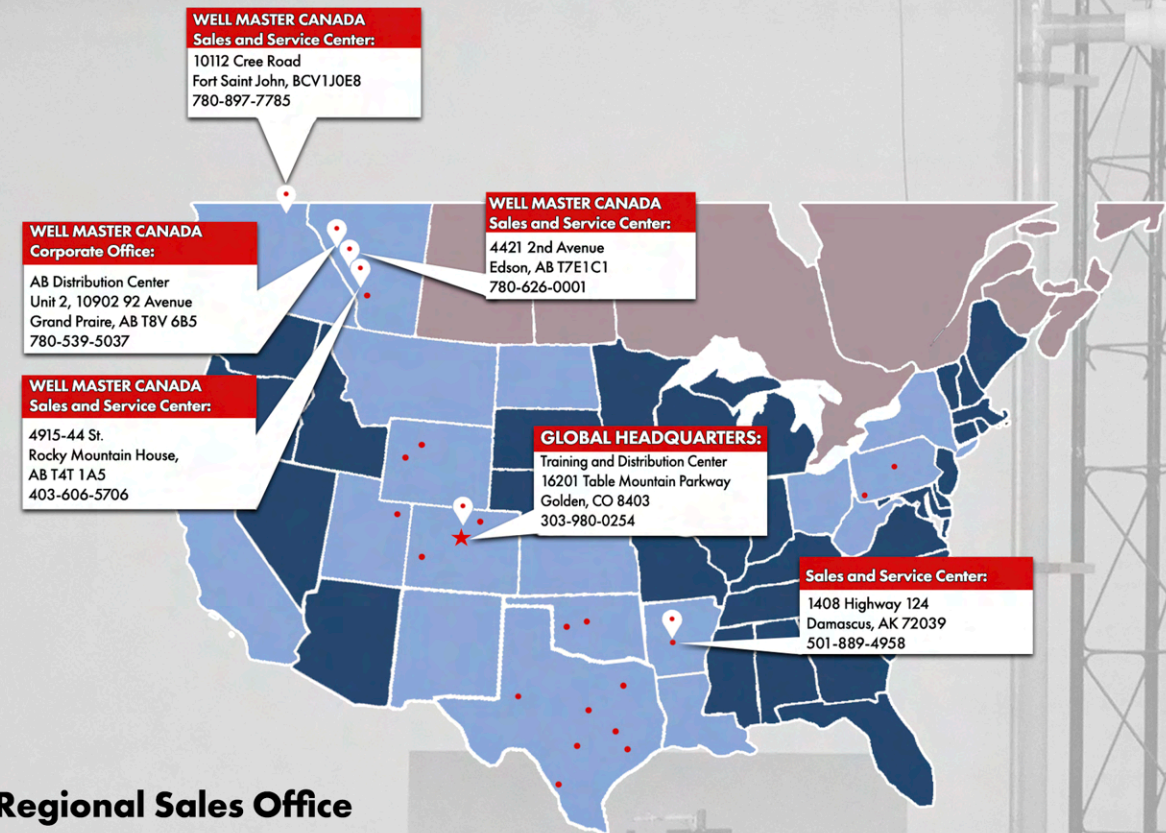 WELL MASTER CANADA
Sales and Service Center:
10112 Cree Road
Fort Saint John, BCV1J0E8
780-897-7785
WELL MASTER CANADA
Corporate Office:
AB Distribution Center
Unit 2, 10902 92 Avenue
Grand Praire, AB T8V 6B5
780-539-5037
WELL MASTER CANADA
Sales and Service Center:
4421 2nd Avenue
Edson, AB T7E1C1
780-626-0001
WELL MASTER CANADA
Sales and Service Center:
4915-44 St.
Rocky Mountain House,
AB T4T 1A5
403-606-5706
GLOBAL HEADQUARTERS:
Training and Distribution Center
16201 Table Mountain Parkway
Golden, CO 8403
303-980-0254
Sales and Service Center:
1408 Highway 124
Damascus, AK 72039
501-889-4958
Regional Sales Office